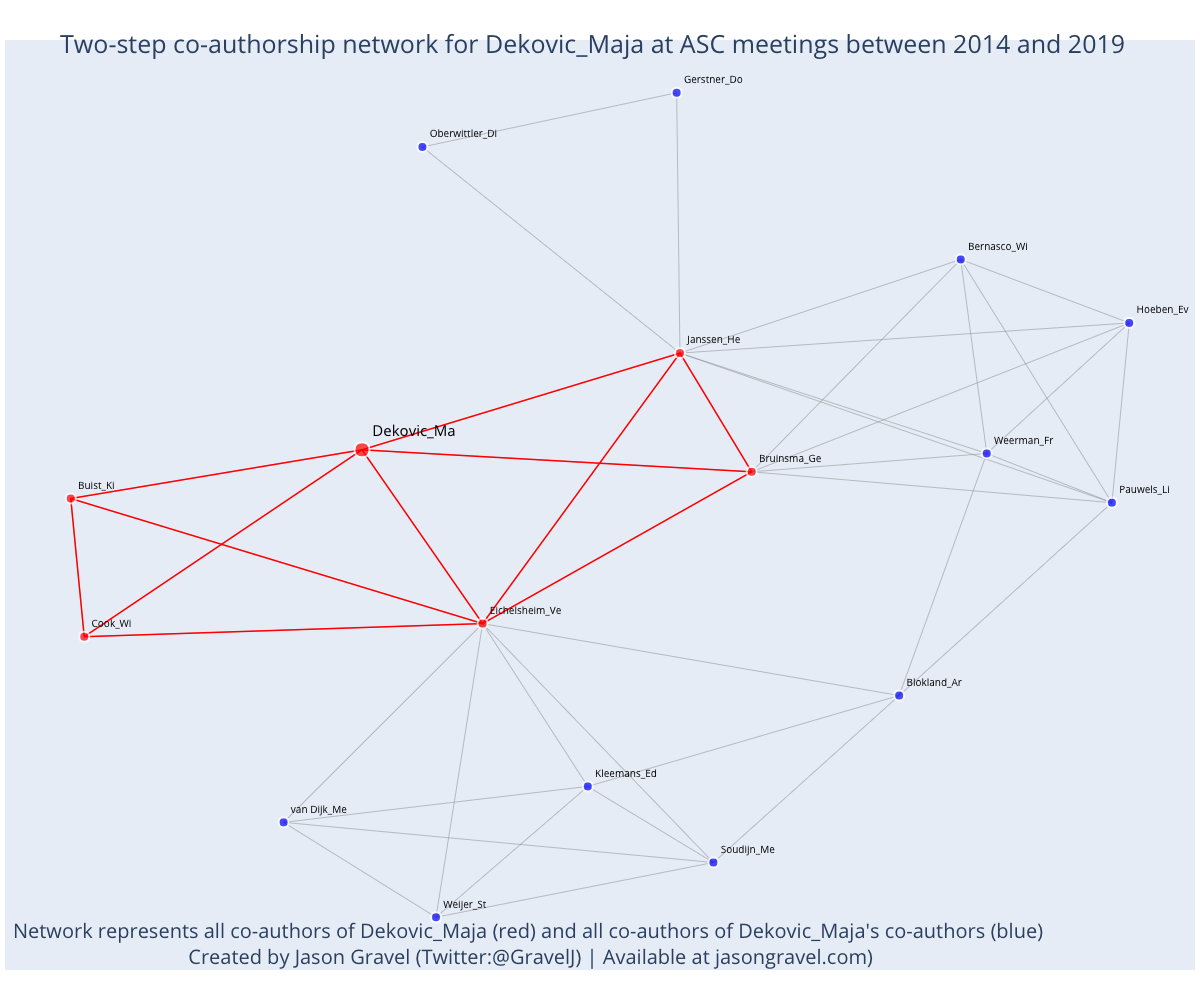 Two-step co-authorship network for Dekovic_Maja at ASC meetings between 2014 and 2019
Gerstner_Do
Oberwittler_Di
Bernasco_Wi
Hoeben_Ev
Janssen_He
Dekovic_Ma
Weerman_Fr
Bruinsma_Ge
Buist_Ki
Pauwels_Li
Eichelsheim_Ve
Cook_Wi
Blokland_Ar
Kleemans_Ed
van Dijk_Me
Soudijn_Me
Weijer_St
Network represents all co-authors of Dekovic_Maja (red) and all co-authors of Dekovic_Maja's co-authors (blue)
Created by Jason Gravel (Twitter:@GravelJ) | Available at jasongravel.com)